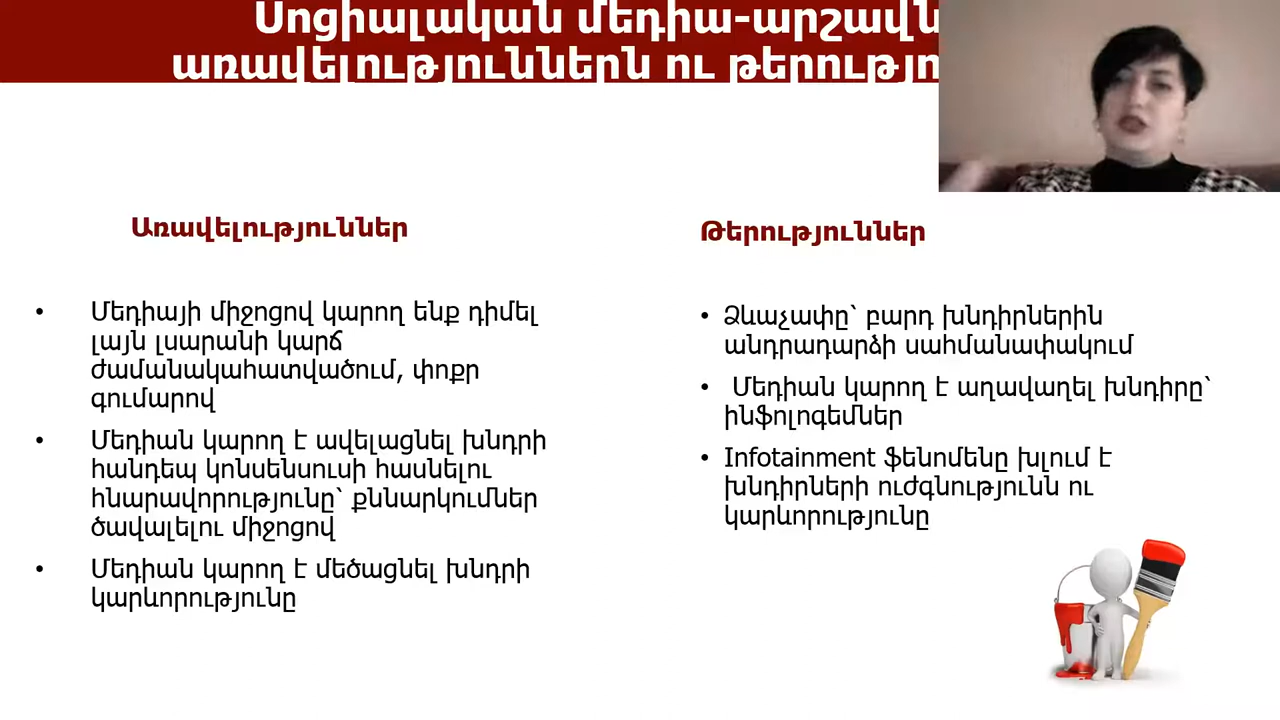 Սոցիալական մեդիա-արշավն
առավելություններն ու թերությո
Առավելություններ
• Մեդիայի միջոցով կարող ենք դիմել
լայն լսարանի կարճ
ժամանակահատվածում, փոքր
գումարով
• Մեդիան կարող է ավելացնել խնդրի
հանդեպ կոնսենսուսի հասնելու
հնարավորությունը՝ քննարկումներ
ծավալելու միջոցով
• Մեդիան կարող է մեծացնել խնդրի
կարևորությունը
Թերություններ
• Ձևաչափը՝ բարդ խնդիրներին
անդրադարձի սահմանափակում
• Մեդիան կարող է աղավաղել խնդիրը՝
ինֆոլոգեմներ
• Infotainment ֆենոմենը խլում է
խնդիրների ուժգնությունն ու
կարևորությունը